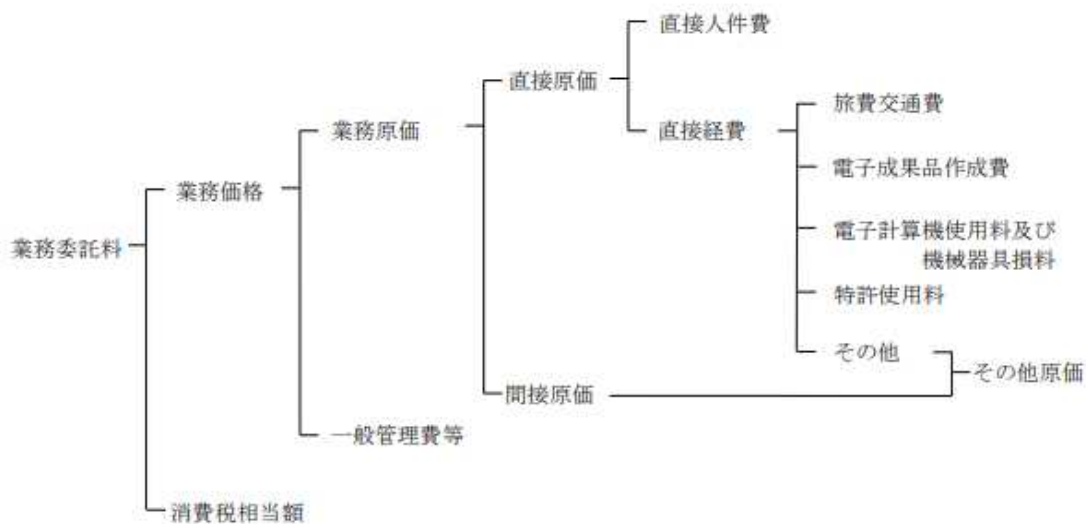 直接人件費
直接原価
旅費交通費
業務原価
直接経費
電子成果品作成費
業務価格
業務委託料
電子計算機使用料及び
機械器具損料
特許使用料
その他
その他原価
間接原価
一般管理費等
消費税相当額